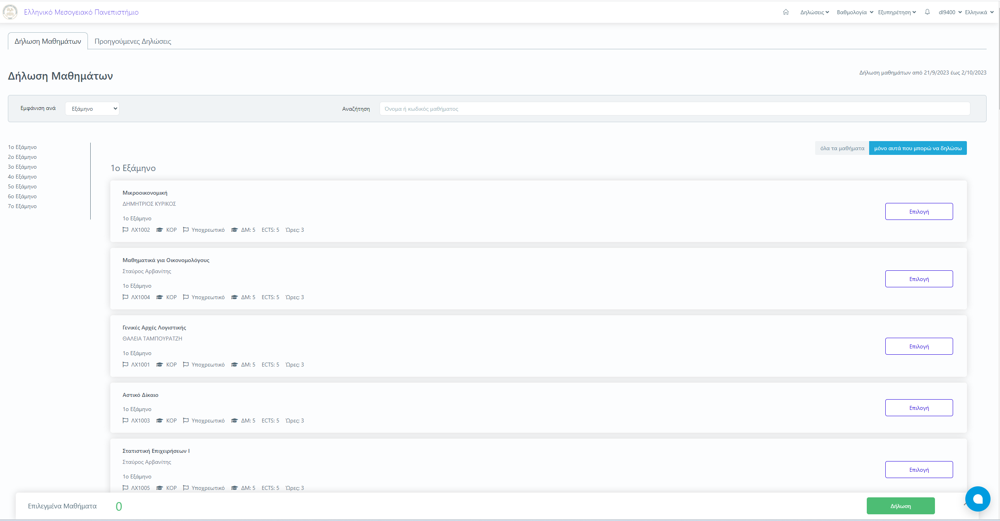 Ελληνικό Μεσογειακό Πανεπιστήμιο
Δηλώσεις Βαθμολογία Εξυπηρέτηση dl9400 Ελληνικά
Δήλωση Μαθημάτων Προηγούμενες Δηλώσεις
Δήλωση Μαθημάτων
Δήλωση μαθημάτων από 21/9/2023 έως 2/10/2023
Εμφάνιση ανά Εξάμηνο Αναζήτηση Όνομα ή κωδικός μαθήματος
1ο Εξάμηνο
2ο Εξάμηνο
3ο Εξάμηνο
4ο Εξάμηνο
5ο Εξάμηνο
6ο Εξάμηνο
7ο Εξάμηνο
όλα τα μαθήματα μόνο αυτά που μπορώ να δηλώσω
1ο Εξάμηνο
Μικροοικονομική
ΔΗΜΗΤΡΙΟΣ ΚΥΡΙΚΟΣ
1ο Εξάμηνο
ΛΧ1002 ΚΟΡ Υποχρεωτικό ΔΜ: 5 ECTS: 5 Ώρες: 3
Επιλογή
Μαθηματικά για Οικονομολόγους
Σταύρος Αρβανίτης
1ο Εξάμηνο
ΛΧ1004 ΚΟΡ Υποχρεωτικό ΔΜ: 5 ECTS: 5 Ώρες: 3
Επιλογή
Γενικές Αρχές Λογιστικής
ΘΑΛΕΙΑ ΤΑΜΠΟΥΡΑΤΖΗ
1ο Εξάμηνο
ΛΧ1001 ΚΟΡ Υποχρεωτικό ΔΜ: 5 ECTS: 5 Ώρες: 3
Επιλογή
Αστικό Δίκαιο
1ο Εξάμηνο
ΛΧ1003 ΚΟΡ Υποχρεωτικό ΔΜ: 5 ECTS: 5 Ώρες: 3
Επιλογή
Στατιστική Επιχειρήσεων Ι
Σταύρος Αρβανίτης
1ο Εξάμηνο
ΛΧ1005 ΚΟΡ Υποχρεωτικό ΔΜ: 5 ECTS: 5 Ώρες: 3
Επιλογή
Επιλεγμένα Μαθήματα 0 Δήλωση